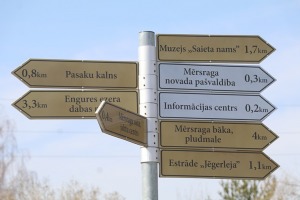 0,8km Pasaku kalns
3,3km Engures ezera
dabas
Muzejs „Saieta nams" 1,7km
Mērsraga
novada pašvaldība 0,3km
Informācijas centrs 0,2km
Mērsraga bāka,
pludmale 4km
Estrāde „Jēgerleja" 1,1km